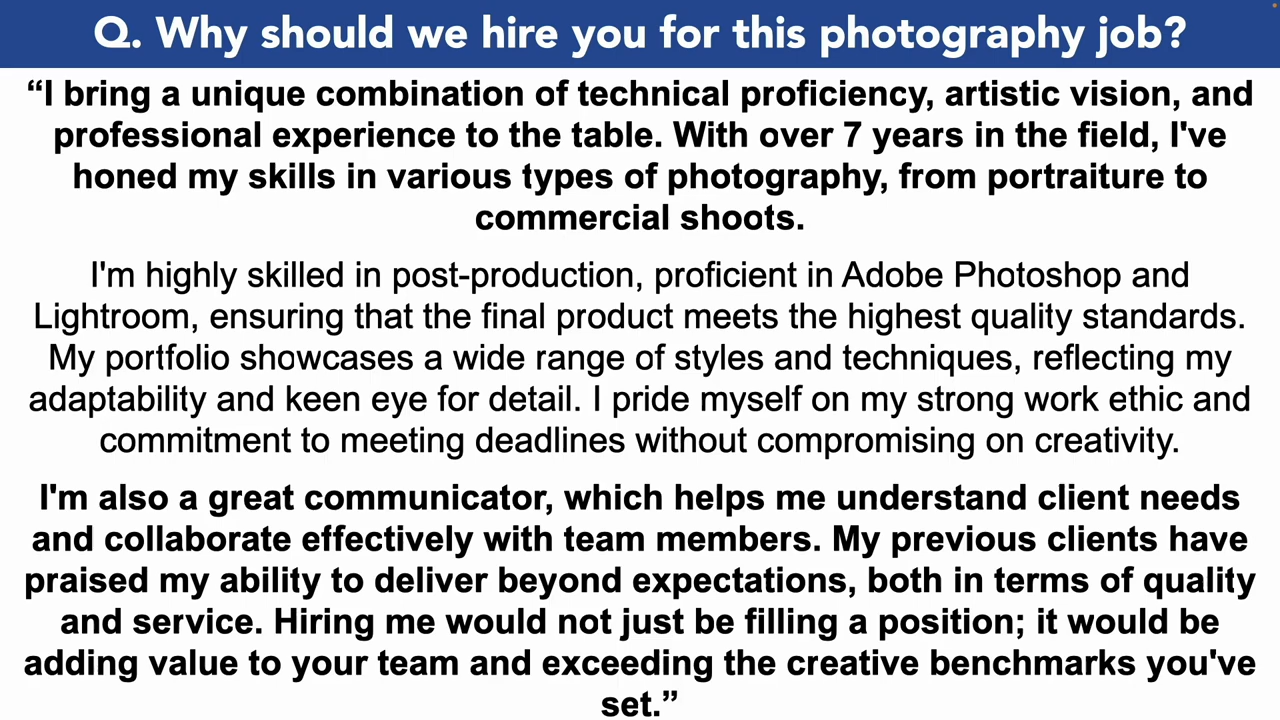 Q. Why should we hire you for this photography job?
“I bring a unique combination of technical proficiency, artistic vision, and
professional experience to the table. With over 7 years in the field, I've
honed my skills in various types of photography, from portraiture to
commercial shoots.
I'm highly skilled in post-production, proficient in Adobe Photoshop and
Lightroom, ensuring that the final product meets the highest quality standards.
My portfolio showcases a wide range of styles and techniques, reflecting my
adaptability and keen eye for detail. I pride myself on my strong work ethic and
commitment to meeting deadlines without compromising on creativity.
I'm also a great communicator, which helps me understand client needs
and collaborate effectively with team members. My previous clients have
praised my ability to deliver beyond expectations, both in terms of quality
and service. Hiring me would not just be filling a position; it would be
adding value to your team and exceeding the creative benchmarks you've
set.”